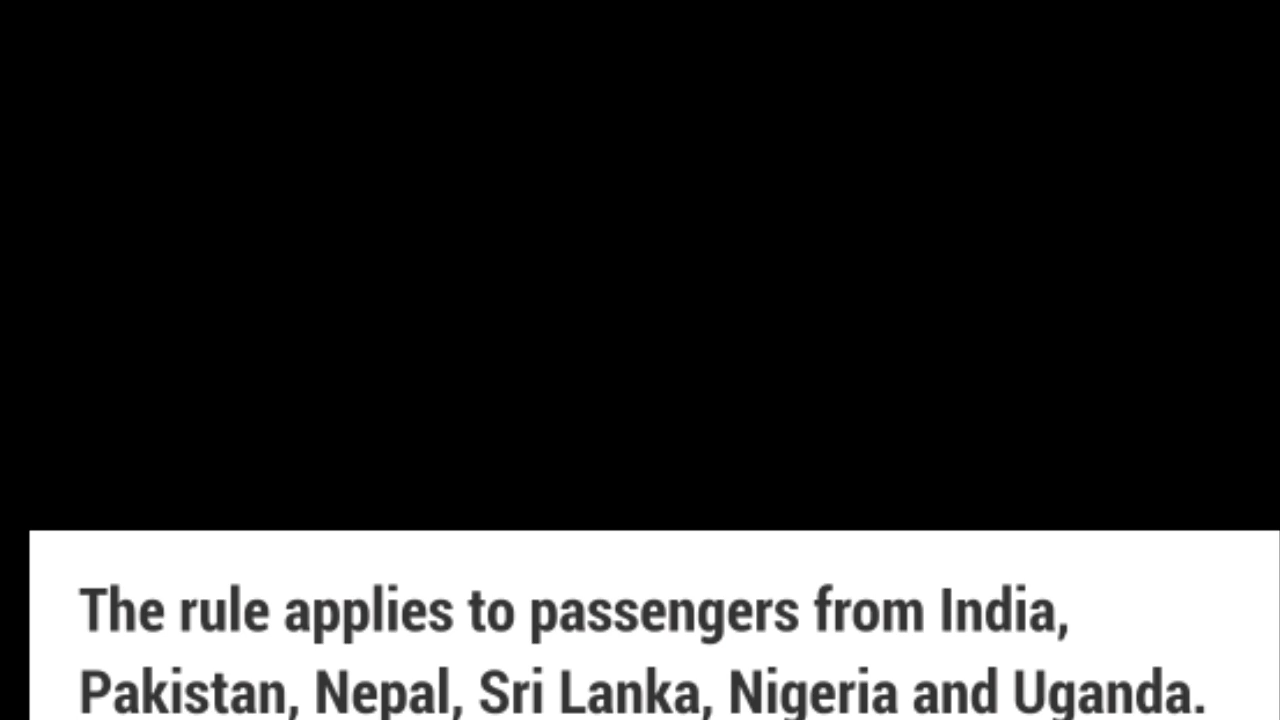 The rule applies to passengers from India,
Pakistan, Nepal, Sri Lanka, Nigeria and Uganda.